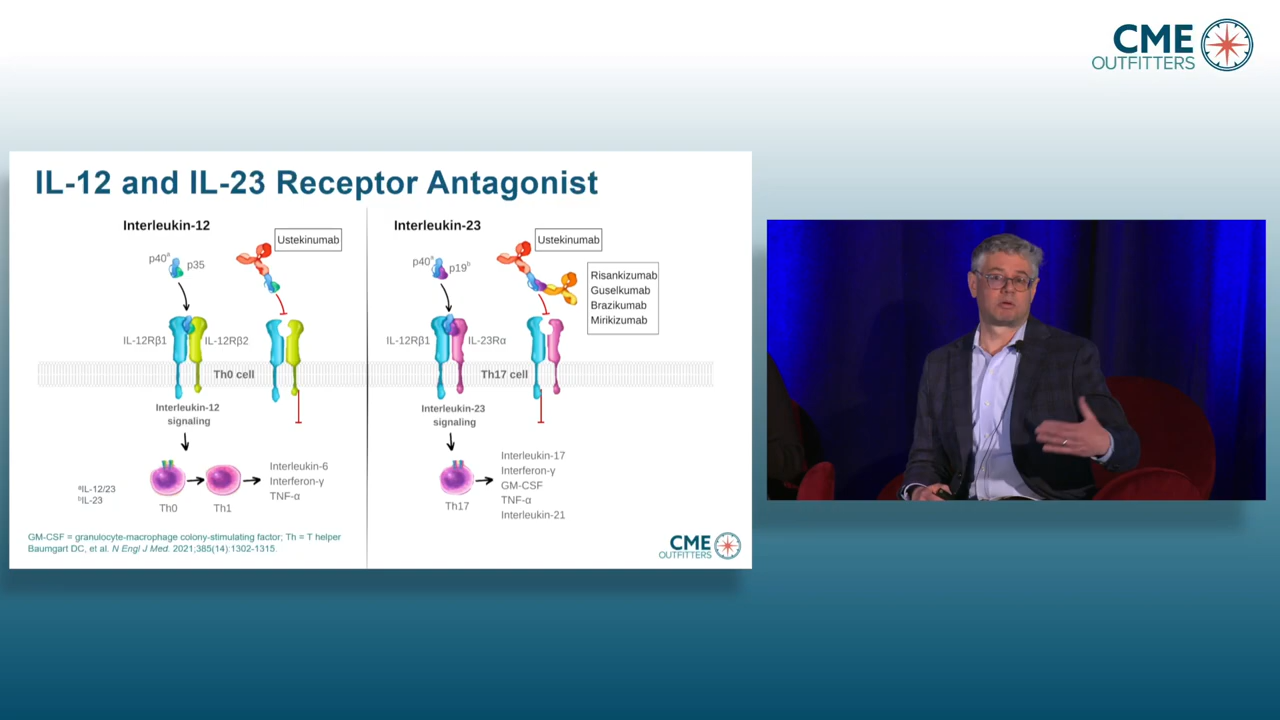 CME
OUTFITTERS
IL-12 and IL-23 Receptor Antagonist
Interleukin-12
Ustekinumab
p40ᵃ
p35
IL-12Rβ1
IL-12Rβ2
Th0 cell
Interleukin-12
signaling
Th0
Th1
Interleukin-6
Interferon-γ
TNF-α
ᵃIL-12/23
ᵇIL-23
Interleukin-23
Ustekinumab
p40ᵃ
p19ᵇ
Risankizumab
Guselkumab
Brazikumab
Mirikizumab
IL-12Rβ1
IL-23Rα
Th17 cell
Interleukin-23
signaling
Th17
Interleukin-17
Interferon-γ
GM-CSF
TNF-α
Interleukin-21
GM-CSF = granulocyte-macrophage colony-stimulating factor; Th = T helper
Baumgart DC, et al. N Engl J Med. 2021;385(14):1302-1315.
CME
OUTFITTERS